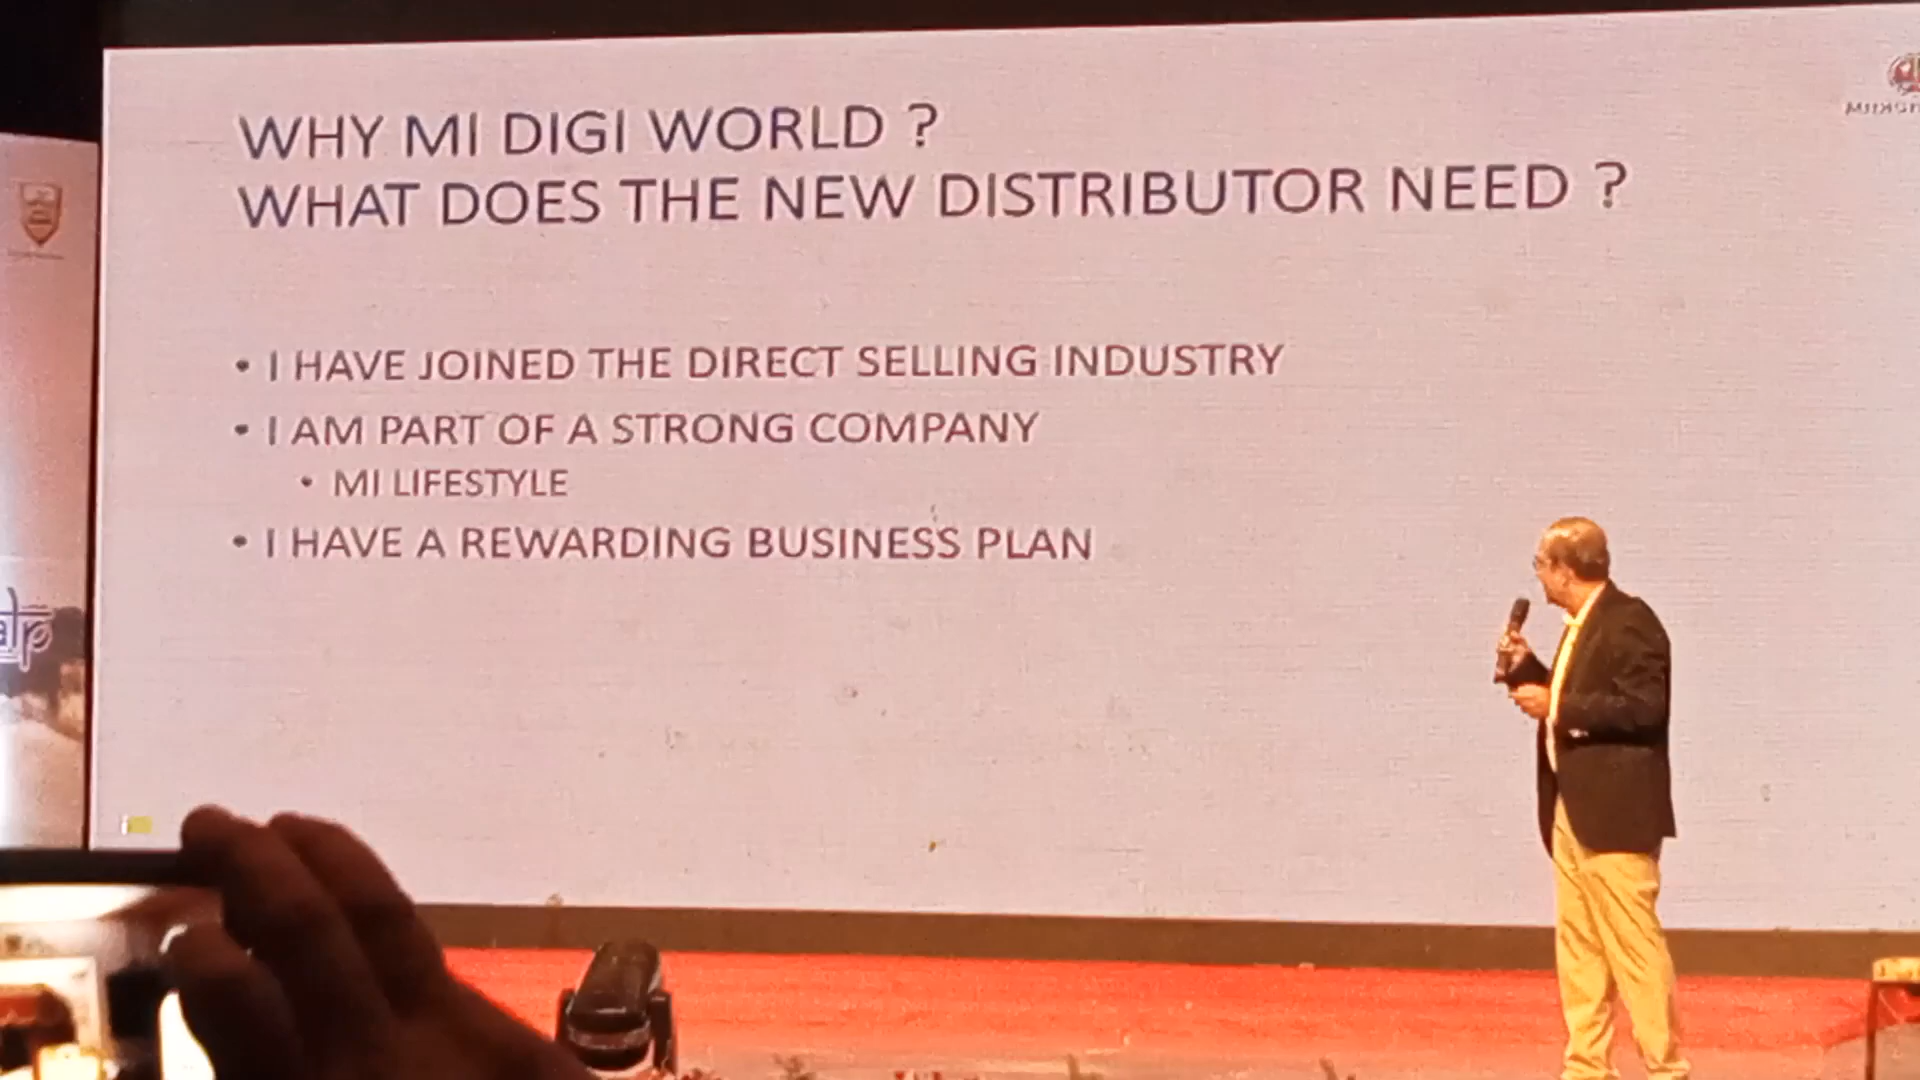 WHY MI DIGI WORLD ?
WHAT DOES THE NEW DISTRIBUTOR NEED ?
• I HAVE JOINED THE DIRECT SELLING INDUSTRY
• I AM PART OF A STRONG COMPANY
• MI LIFESTYLE
• I HAVE A REWARDING BUSINESS PLAN